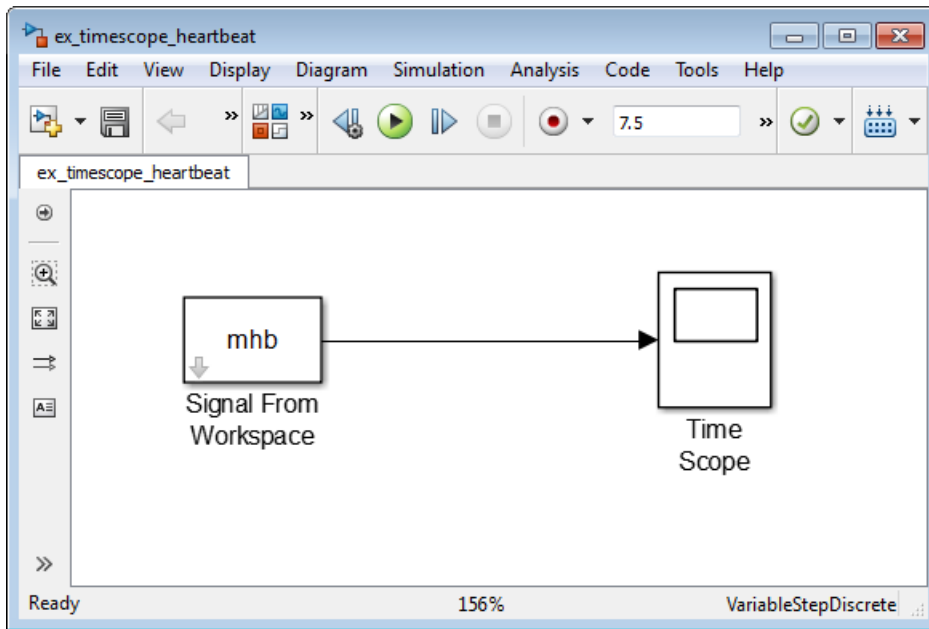 ex_timescope_heartbeat
File Edit View Display Diagram Simulation Analysis Code Tools Help
» » 7.5 »
ex_timescope_heartbeat
mhb
Signal From
Workspace
Time
Scope
A
»
Ready 156% VariableStepDiscrete